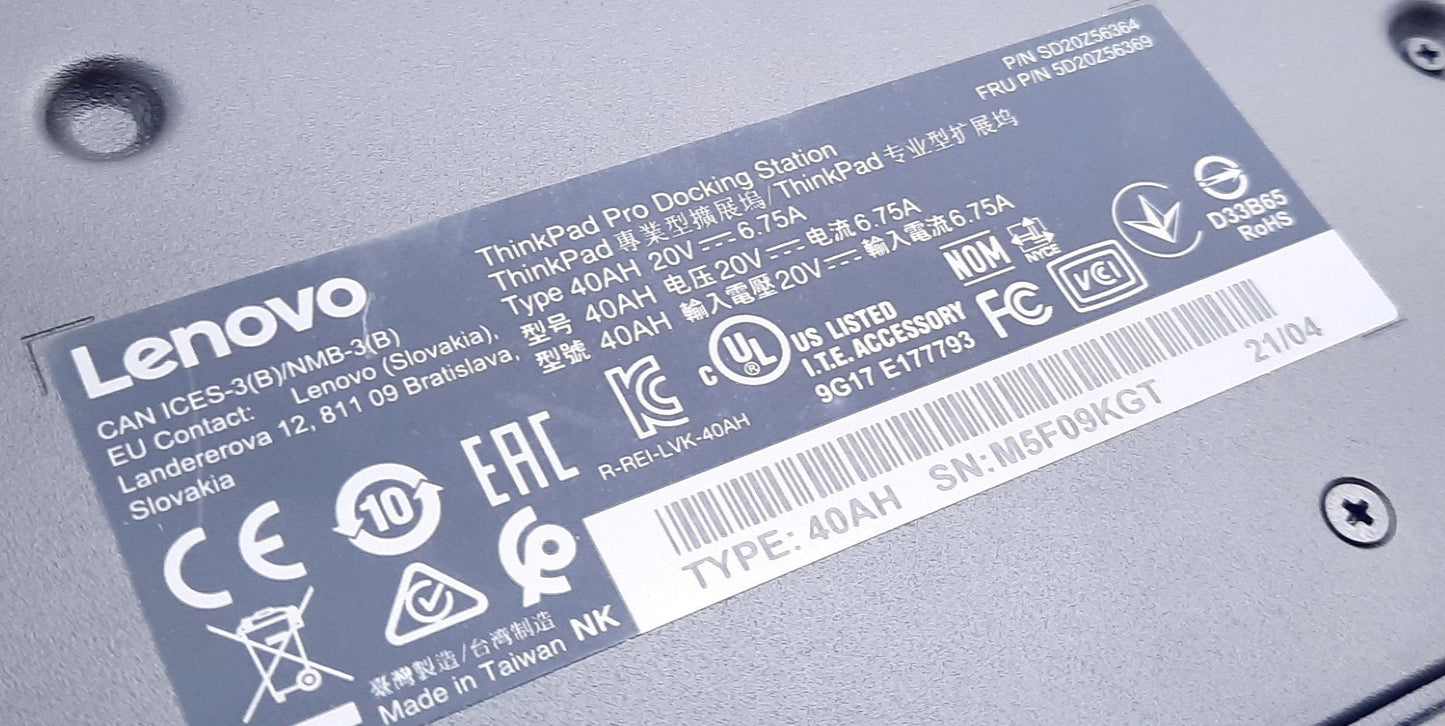 P/N SD20Z56364
FRU P/N 5D20Z56369
Lenovo
CAN ICES-3(B)/NMB-3(B)
EU Contact: Lenovo (Slovakia),
Landererova 12, 811 09 Bratislava,
Slovakia
ThinkPad Pro Docking Station
ThinkPad 專業型擴展塢/ThinkPad 专业型扩展坞
Type 40AH 20V 6.75A
型号 40AH 电压20V 电流6.75A
型號 40AH 輸入電壓20V 輸入電流6.75A
R-REI-LVK-40AH
C UL ® US LISTED
I.T.E. ACCESSORY
9G17 E177793
NOM
NYCE
FC
VCI
D33B65
RoHS
CE
10
EAC
臺灣製造/台湾制造
Made in Taiwan NK
TYPE: 40AH SN:M5F09KGT 21/04